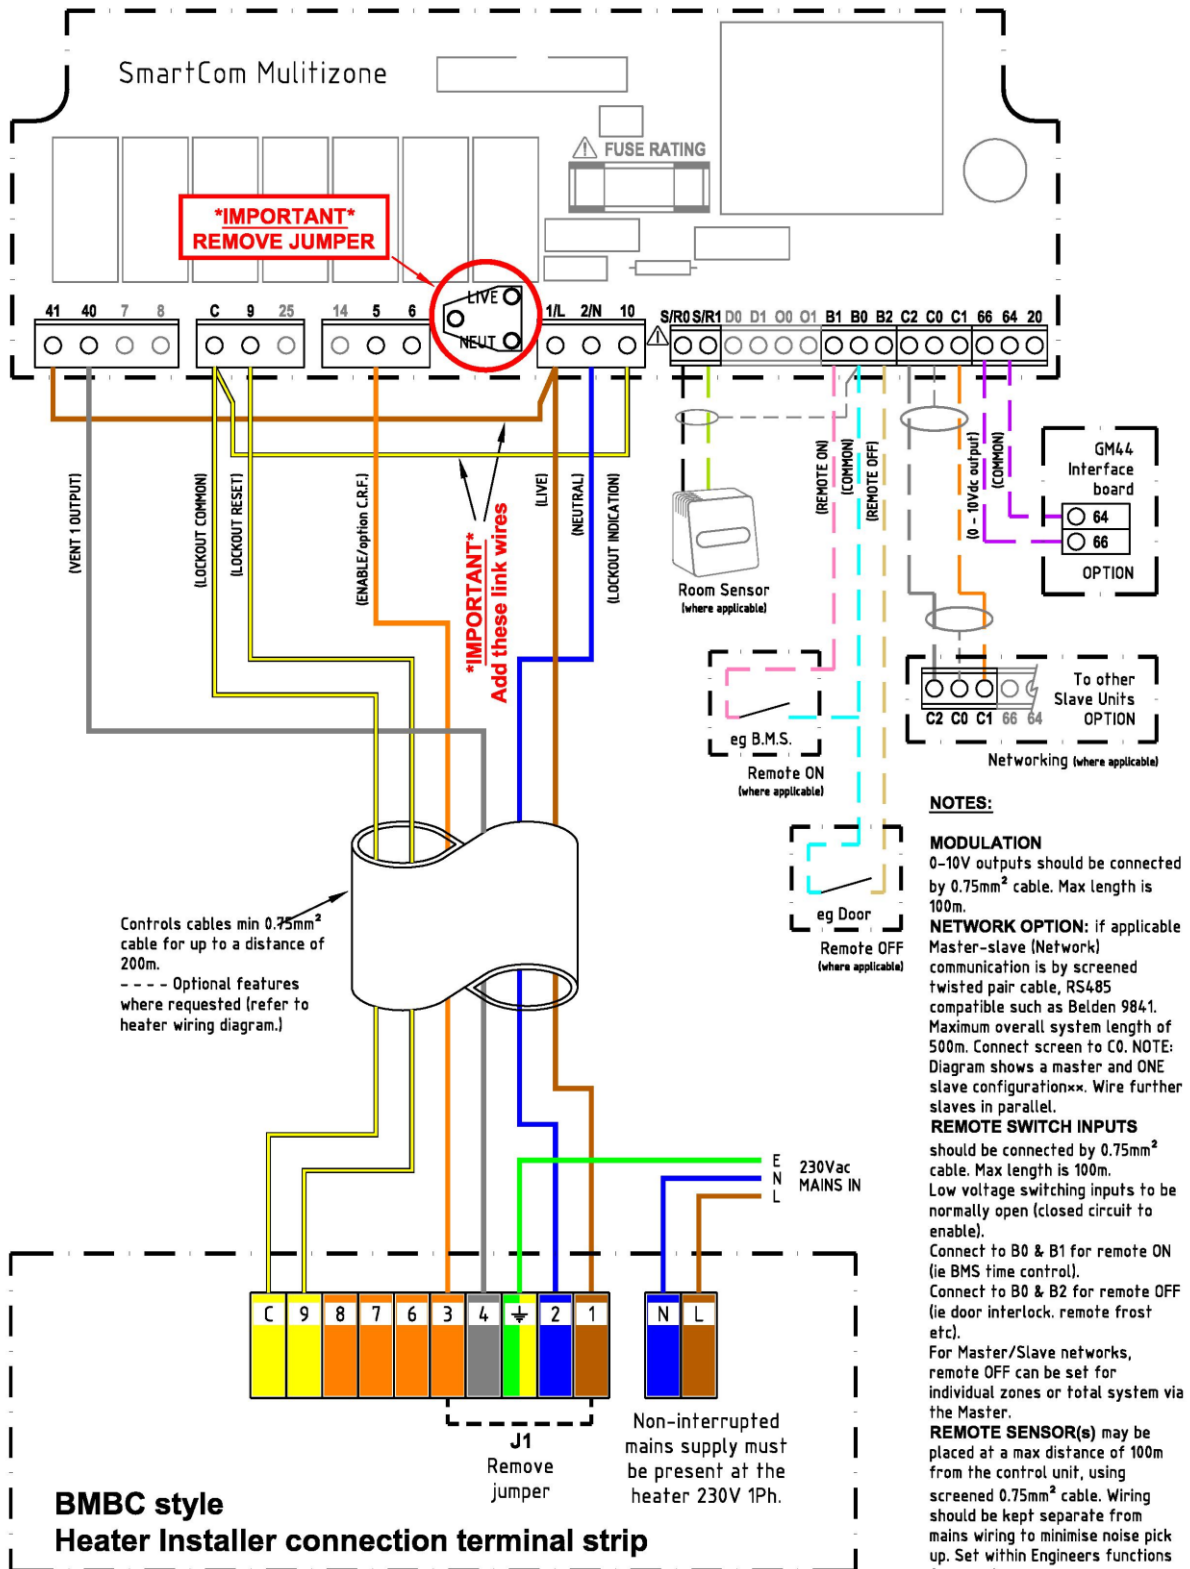 SmartCom Mulitizone
FUSE RATING
*IMPORTANT*
REMOVE JUMPER
LIVE
NEUT
41 40 7 8
C 9 25
14 5 6
1/L 2/N 10
S/R0 S/R1 D0 D1 O0 O1 B1 B0 B2 C2 C0 C1 66 64 20
(VENT 1 OUTPUT)
(LOCKOUT COMMON)
(LOCKOUT RESET)
(ENABLE/option C.R.F.)
*IMPORTANT*
Add these link wires
(LIVE)
(NEUTRAL)
(LOCKOUT INDICATION)
(REMOTE ON)
(COMMON)
(REMOTE OFF)
(0 - 10Vdc output)
(COMMON)
GM44
Interface
board
64
66
OPTION
Room Sensor
(where applicable)
eg B.M.S.
Remote ON
(where applicable)
To other
Slave Units
OPTION
C2 C0 C1 66 64
Networking (where applicable)
eg Door
Remote OFF
(where applicable)
Controls cables min 0.75mm²
cable for up to a distance of
200m.
---- Optional features
where requested (refer to
heater wiring diagram.)
NOTES:
MODULATION
0-10V outputs should be connected
by 0.75mm² cable. Max length is
100m.
NETWORK OPTION: if applicable
Master-slave (Network)
communication is by screened
twisted pair cable, RS485
compatible such as Belden 9841.
Maximum overall system length of
500m. Connect screen to C0. NOTE:
Diagram shows a master and ONE
slave configuration××. Wire further
slaves in parallel.
REMOTE SWITCH INPUTS
should be connected by 0.75mm²
cable. Max length is 100m.
Low voltage switching inputs to be
normally open (closed circuit to
enable).
Connect to B0 & B1 for remote ON
(ie BMS time control).
Connect to B0 & B2 for remote OFF
(ie door interlock. remote frost
etc).
For Master/Slave networks,
remote OFF can be set for
individual zones or total system via
the Master.
REMOTE SENSOR(s) may be
placed at a max distance of 100m
from the control unit, using
screened 0.75mm² cable. Wiring
should be kept separate from
mains wiring to minimise noise pick
up. Set within Engineers functions
E
N
L
230Vac
MAINS IN
C 9 8 7 6 3 4 2 1
N L
J1
Remove
jumper
Non-interrupted
mains supply must
be present at the
heater 230V 1Ph.
BMBC style
Heater Installer connection terminal strip